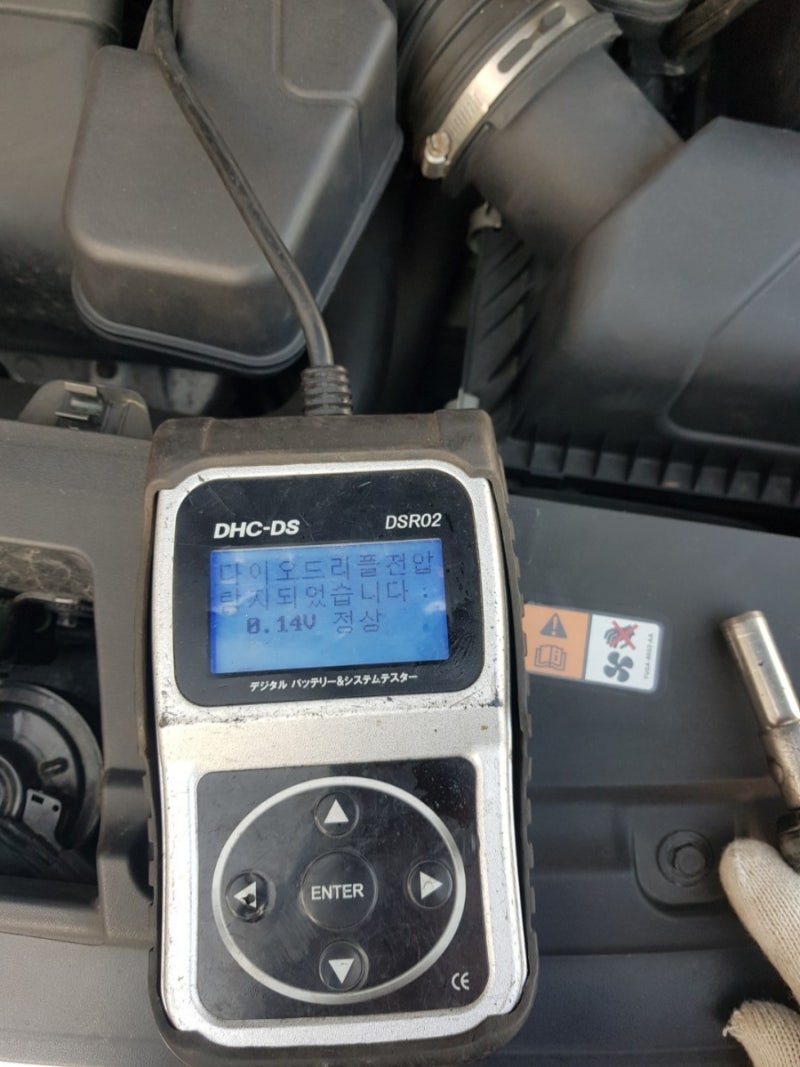 DHC-DS
DSR02
다이오드리플전압
탐지되었습니다 :
0.14V 정상
デジタル バッテリー&システムテスター
ENTER
CE